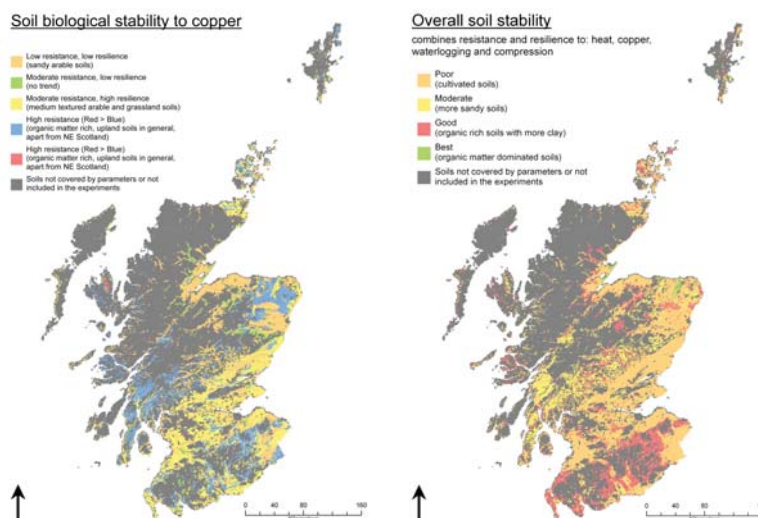 Soil biological stability to copper
Low resistance, low resilience
(sandy arable soils)
Moderate resistance, low resilience
(no trend)
Moderate resistance, high resilience
(medium textured arable and grassland soils)
High resistance (Red > Blue)
(organic matter rich, upland soils in general,
apart from NE Scotland)
High resistance (Red > Blue)
(organic matter rich, upland soils in general,
apart from NE Scotland)
Soils not covered by parameters or not
included in the experiments
0 40 80 160
Overall soil stability
combines resistance and resilience to: heat, copper,
waterlogging and compression
Poor
(cultivated soils)
Moderate
(more sandy soils)
Good
(organic rich soils with more clay)
Best
(organic matter dominated soils)
Soils not covered by parameters or not
included in the experiments
0 40 80